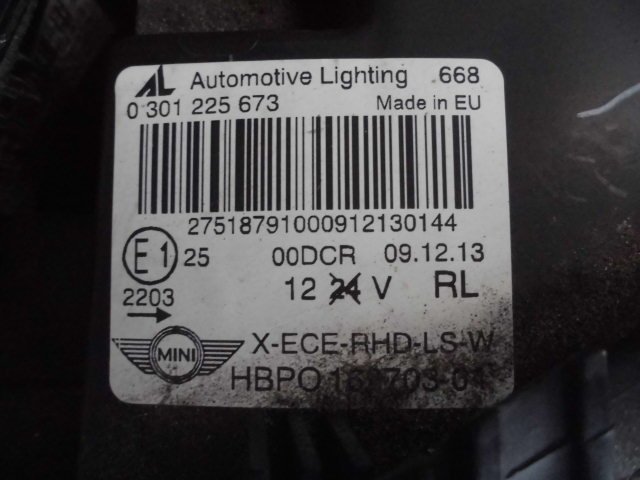 AL Automotive Lighting 668
0 301 225 673 Made in EU
27518791000912130144
E1 25 00DCR 09.12.13
2203 12 24 V RL
MINI X-ECE-RHD-LS-W
HBPO